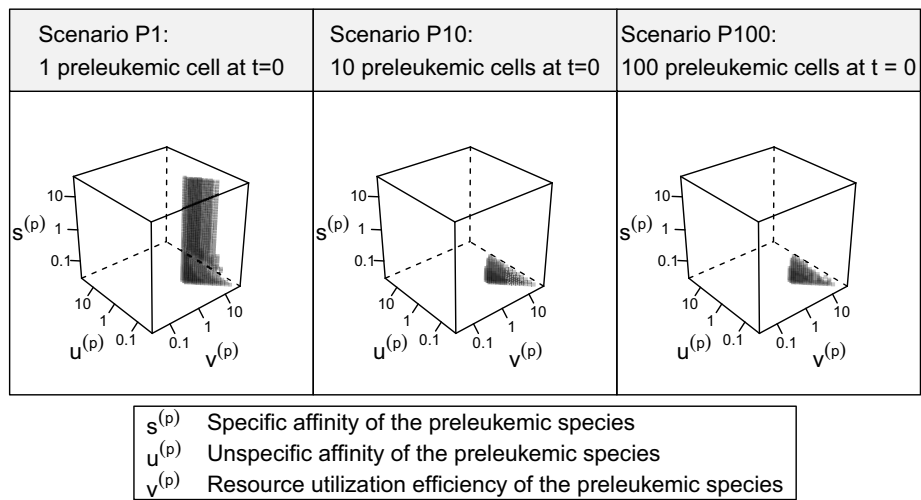 Scenario P1:
1 preleukemic cell at t=0
Scenario P10:
10 preleukemic cells at t=0
Scenario P100:
100 preleukemic cells at t = 0
s(p)
10
1
0.1
10
1
0.1
u(p)
0.1
1
10
v(p)
s(p)
10
1
0.1
10
1
0.1
u(p)
0.1
1
10
v(p)
s(p)
10
1
0.1
10
1
0.1
u(p)
0.1
1
10
v(p)
s(p) Specific affinity of the preleukemic species
u(p) Unspecific affinity of the preleukemic species
v(p) Resource utilization efficiency of the preleukemic species